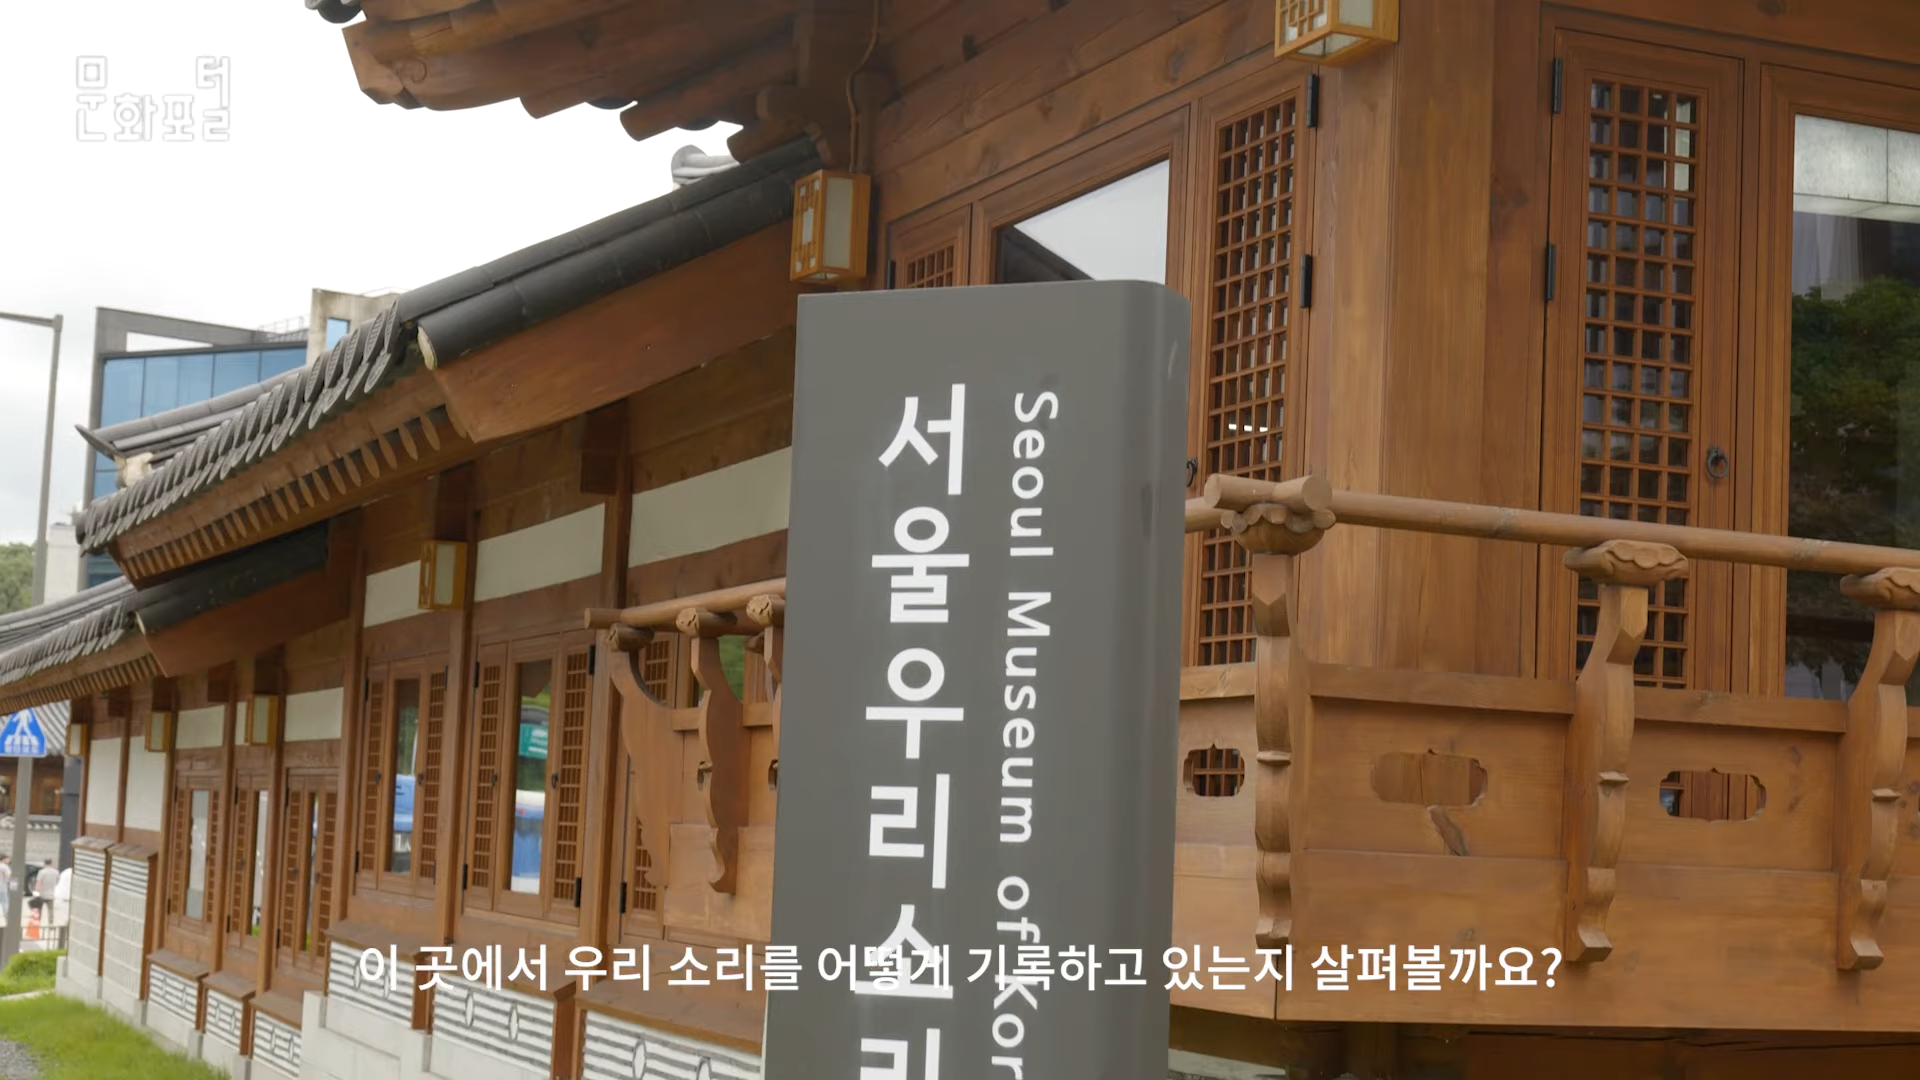 문화포털
서울우리소리
Seoul Museum of Kor
이 곳에서 우리 소리를 어떻게 기록하고 있는지 살펴볼까요?